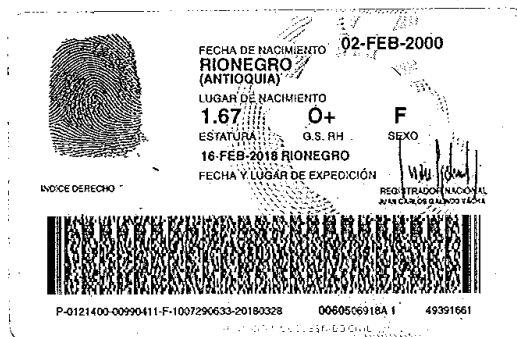 FECHA DE NACIMIENTO 02-FEB-2000
RIONEGRO
(ANTIOQUIA)
LUGAR DE NACIMIENTO
1.67 O+ F
ESTATURA G.S. RH SEXO
16-FEB-2018 RIONEGRO
FECHA Y LUGAR DE EXPEDICIÓN
INDICE DERECHO
REGISTRADOR NACIONAL
JUAN CARLOS GALINDO VACHA
P-0121400-00990411-F-1007290633-20180328 0060506918A 1 49391661